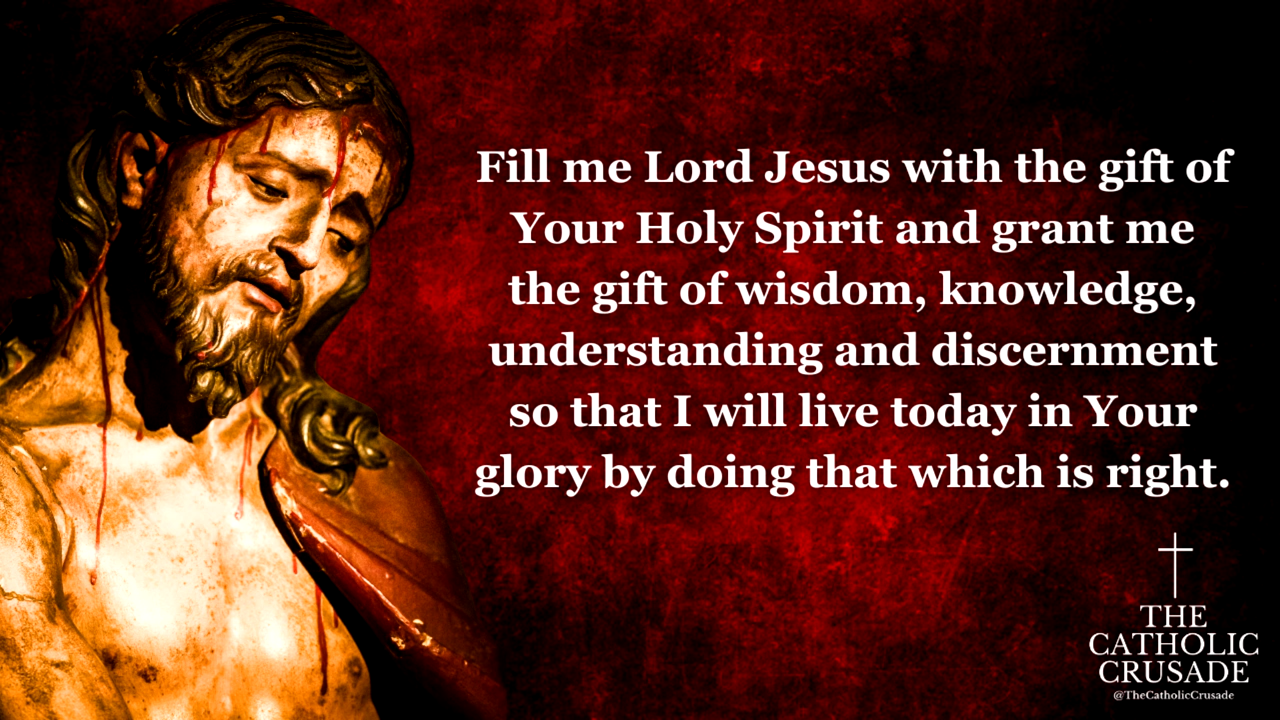 Fill me Lord Jesus with the gift of
Your Holy Spirit and grant me
the gift of wisdom, knowledge,
understanding and discernment
so that I will live today in Your
glory by doing that which is right.
THE
CATHOLIC
CRUSADE
@TheCatholicCrusade